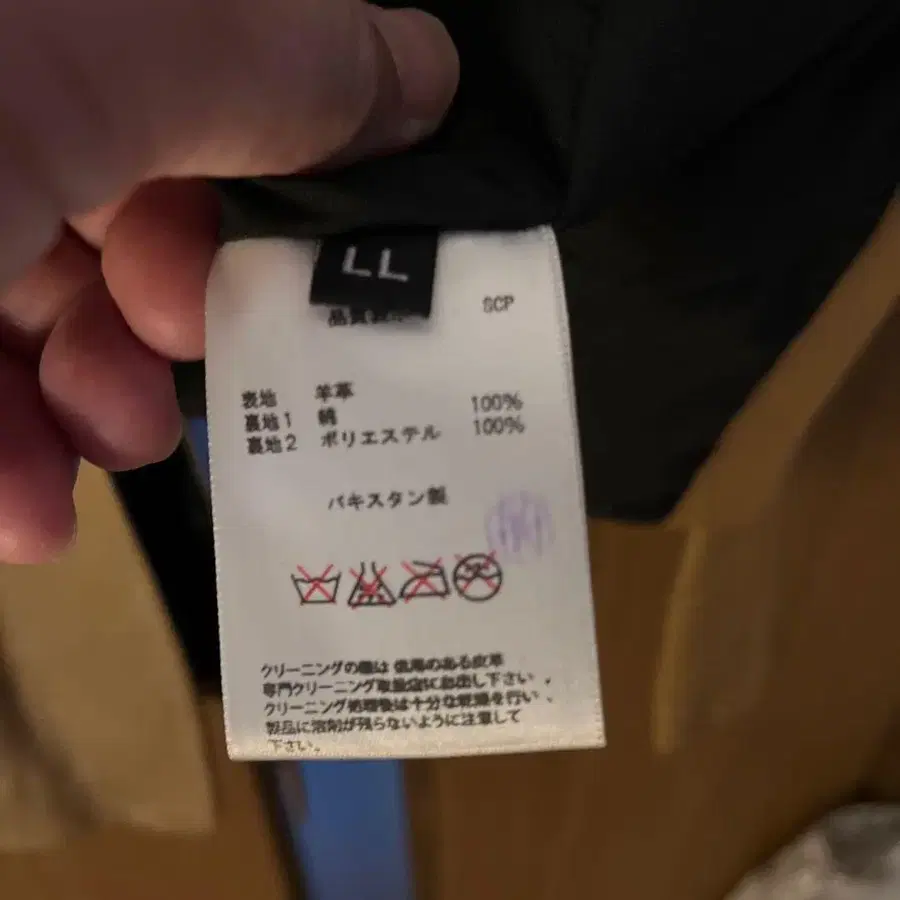 LL
品質表示 SCP
表地 羊革
裏地1 綿 100%
裏地2 ポリエステル 100%
パキスタン製
クリーニングの際は 信用のある皮革
専門クリーニング取扱店にお出し下さい 。
クリーニング処理後は十分な乾燥を行い 、
製品に溶剤が残らないように注意して
下さい。